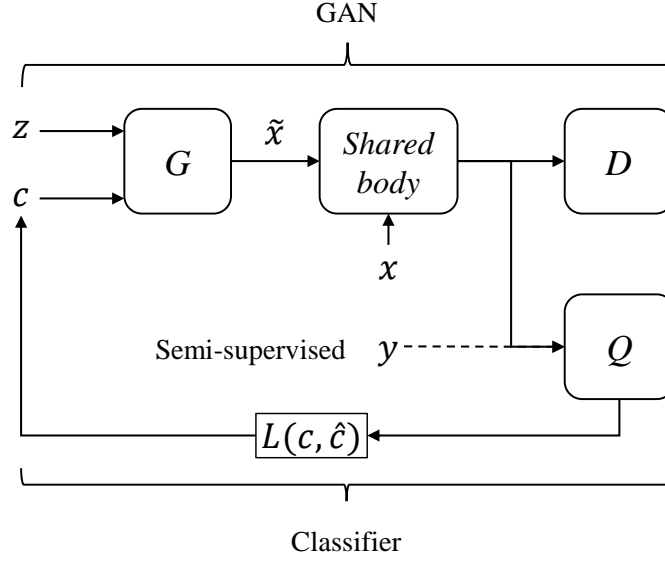 GAN
z
c
G
x̃
Shared
body
D
x
Semi-supervised y
Q
L(c, ĉ)
Classifier